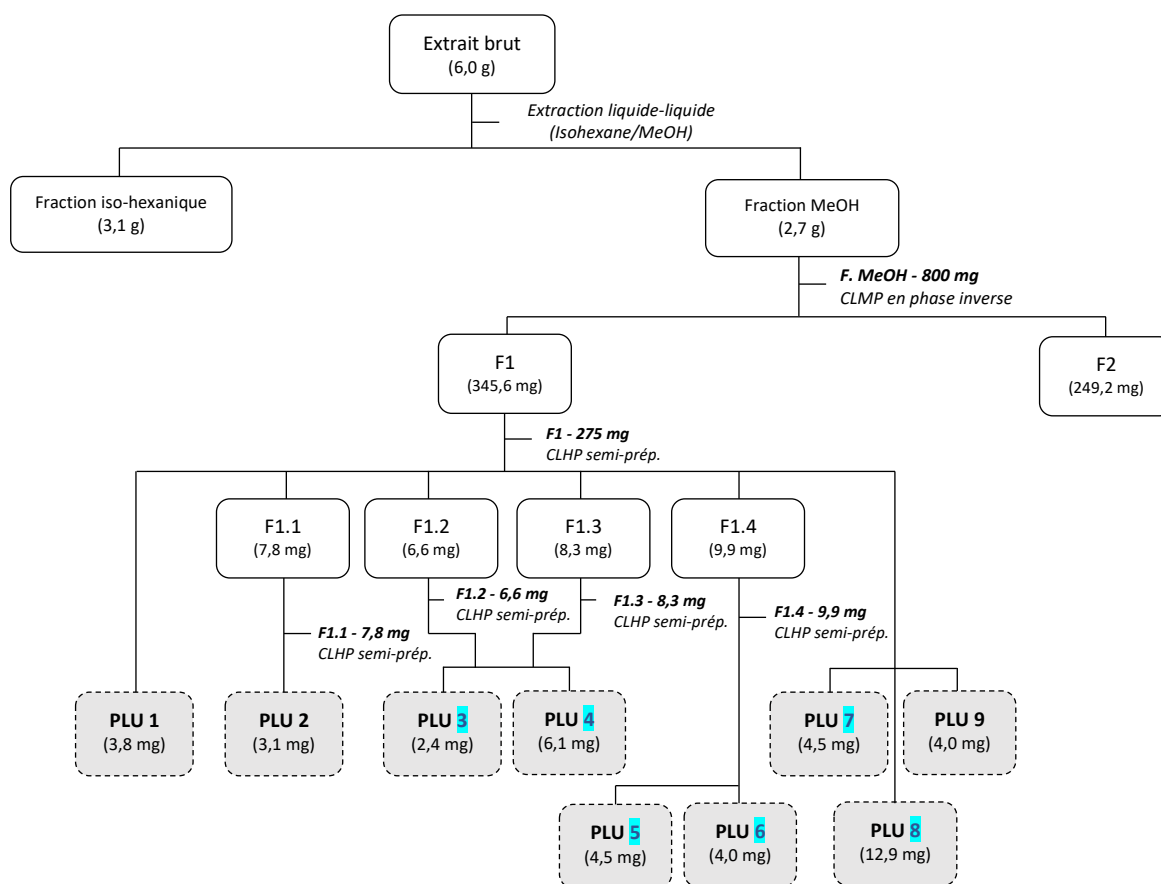 Extrait brut
(6,0 g)
Extraction liquide-liquide
(Isohexane/MeOH)
Fraction iso-hexanique
(3,1 g)
Fraction MeOH
(2,7 g)
F. MeOH - 800 mg
CLMP en phase inverse
F1
(345,6 mg)
F2
(249,2 mg)
F1 - 275 mg
CLHP semi-prép.
F1.1
(7,8 mg)
F1.2
(6,6 mg)
F1.3
(8,3 mg)
F1.4
(9,9 mg)
F1.1 - 7,8 mg
CLHP semi-prép.
F1.2 - 6,6 mg
CLHP semi-prép.
F1.3 - 8,3 mg
CLHP semi-prép.
F1.4 - 9,9 mg
CLHP semi-prép.
PLU 1
(3,8 mg)
PLU 2
(3,1 mg)
PLU 3
(2,4 mg)
PLU 4
(6,1 mg)
PLU 7
(4,5 mg)
PLU 9
(4,0 mg)
PLU 5
(4,5 mg)
PLU 6
(4,0 mg)
PLU 8
(12,9 mg)